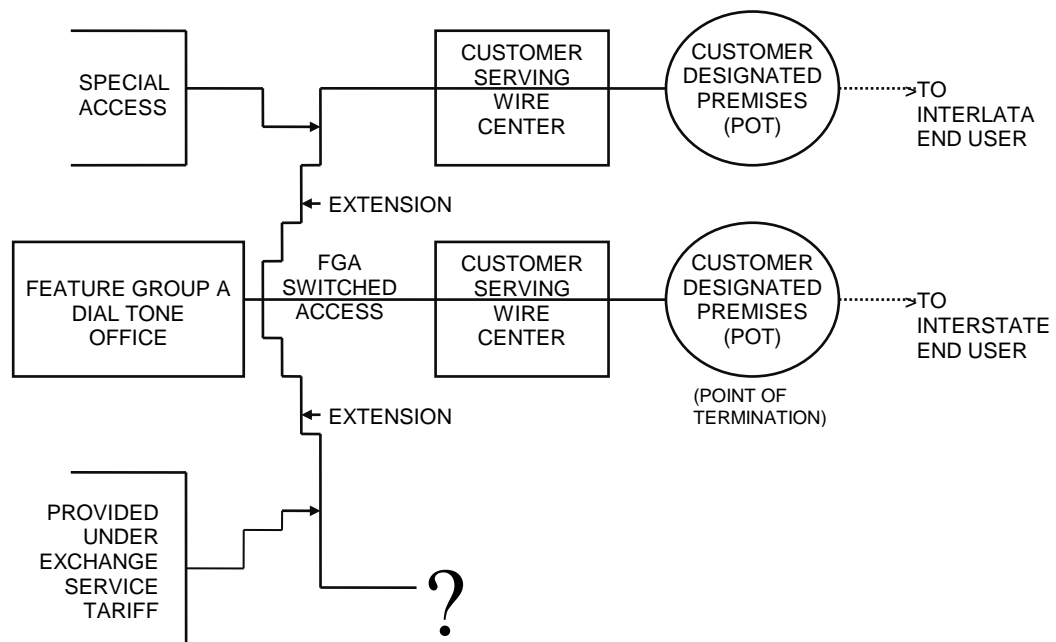 SPECIAL
ACCESS
CUSTOMER
SERVING
WIRE
CENTER
CUSTOMER
DESIGNATED
PREMISES
(POT)
>TO
INTERLATA
END USER
EXTENSION
FEATURE GROUP A
DIAL TONE
OFFICE
FGA
SWITCHED
ACCESS
CUSTOMER
SERVING
WIRE
CENTER
CUSTOMER
DESIGNATED
PREMISES
(POT)
>TO
INTERSTATE
END USER
(POINT OF
TERMINATION)
EXTENSION
PROVIDED
UNDER
EXCHANGE
SERVICE
TARIFF
?